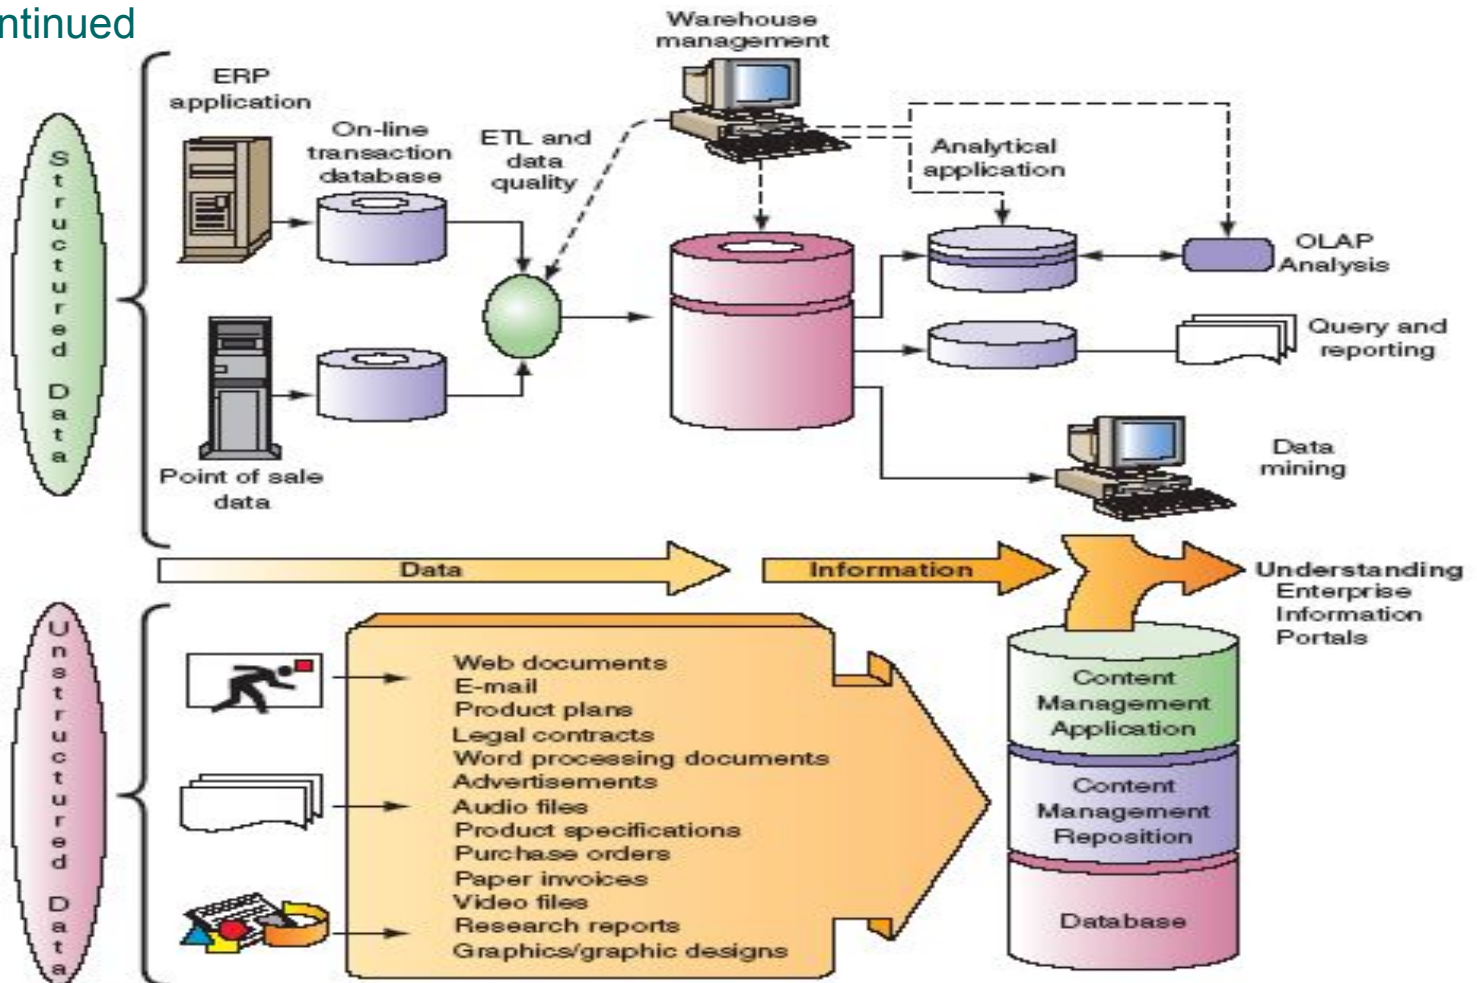 ntinued
Warehouse
management
ERP
application
On-line
transaction
database
ETL and
data
quality
Analytical
application
OLAP
Analysis
Query and
reporting
Structured Data
Point of sale
data
Data
mining
Data
Information
Understanding
Enterprise
Information
Portals
Unstructured Data
Web documents
E-mail
Product plans
Legal contracts
Word processing documents
Advertisements
Audio files
Product specifications
Purchase orders
Paper invoices
Video files
Research reports
Graphics/graphic designs
Content
Management
Application
Content
Management
Reposition
Database